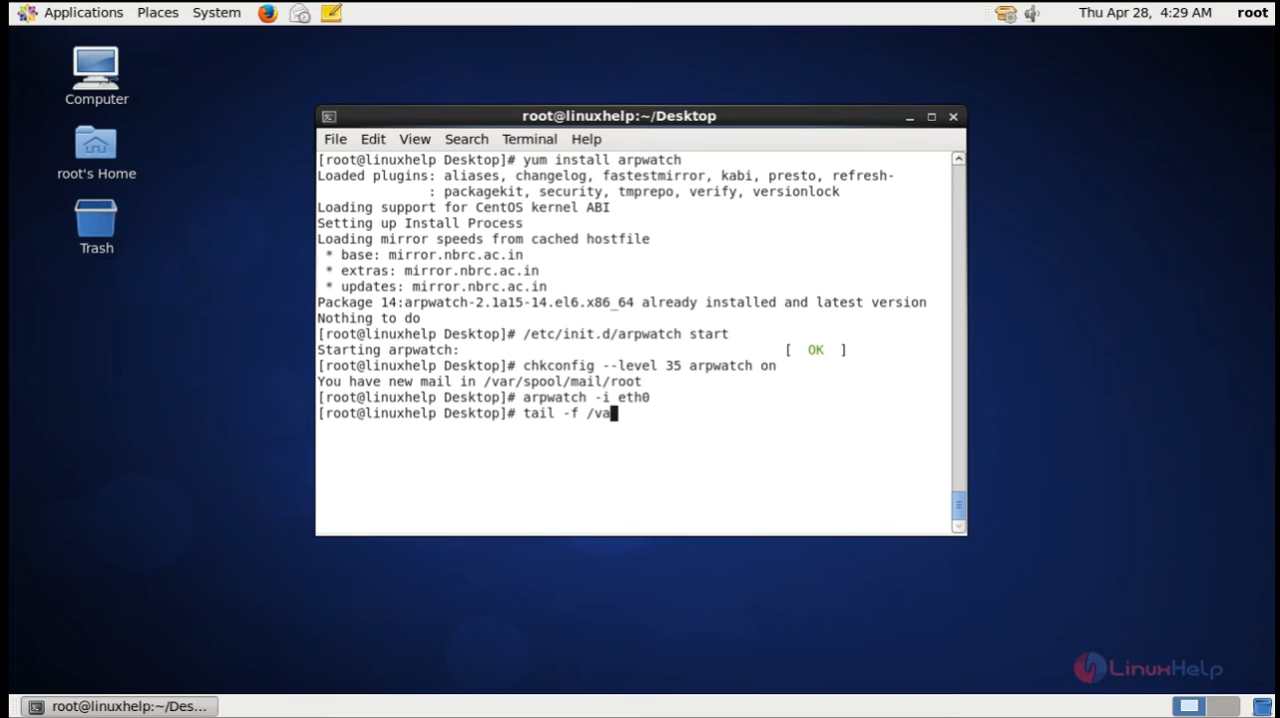 Applications Places System Thu Apr 28, 4:29 AM root
Computer
root's Home
Trash
root@linuxhelp:~/Desktop
File Edit View Search Terminal Help
[root@linuxhelp Desktop]# yum install arpwatch
Loaded plugins: aliases, changelog, fastestmirror, kabi, presto, refresh-
: packagekit, security, tmprepo, verify, versionlock
Loading support for CentOS kernel ABI
Setting up Install Process
Loading mirror speeds from cached hostfile
* base: mirror.nbrc.ac.in
* extras: mirror.nbrc.ac.in
* updates: mirror.nbrc.ac.in
Package 14:arpwatch-2.1a15-14.el6.x86_64 already installed and latest version
Nothing to do
[root@linuxhelp Desktop]# /etc/init.d/arpwatch start
Starting arpwatch: [ OK ]
[root@linuxhelp Desktop]# chkconfig --level 35 arpwatch on
You have new mail in /var/spool/mail/root
[root@linuxhelp Desktop]# arpwatch -i eth0
[root@linuxhelp Desktop]# tail -f /va
LinuxHelp
root@linuxhelp:~/Des...